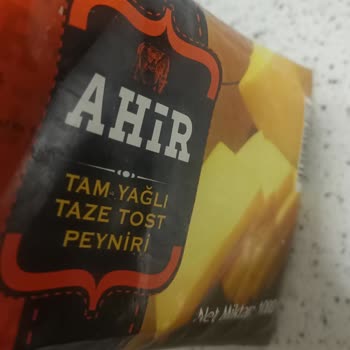 AHİR
TAM YAĞLI
TAZE TOST
PEYNİRİ
Net Miktar